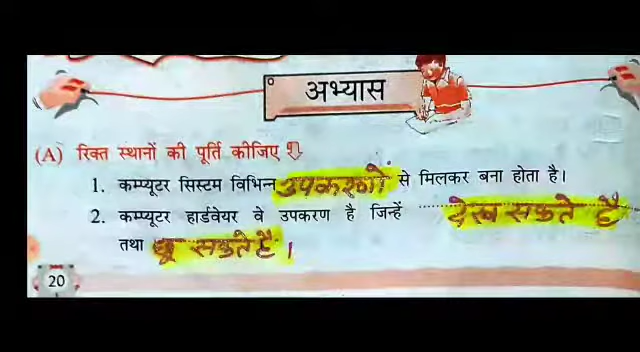 अभ्यास
(A) रिक्त स्थानों की पूर्ति कीजिए
1. कम्प्यूटर सिस्टम विभिन्न उपकरणों से मिलकर बना होता है।
2. कम्प्यूटर हार्डवेयर वे उपकरण है जिन्हें देख सकते है
तथा छू सकते है।
20